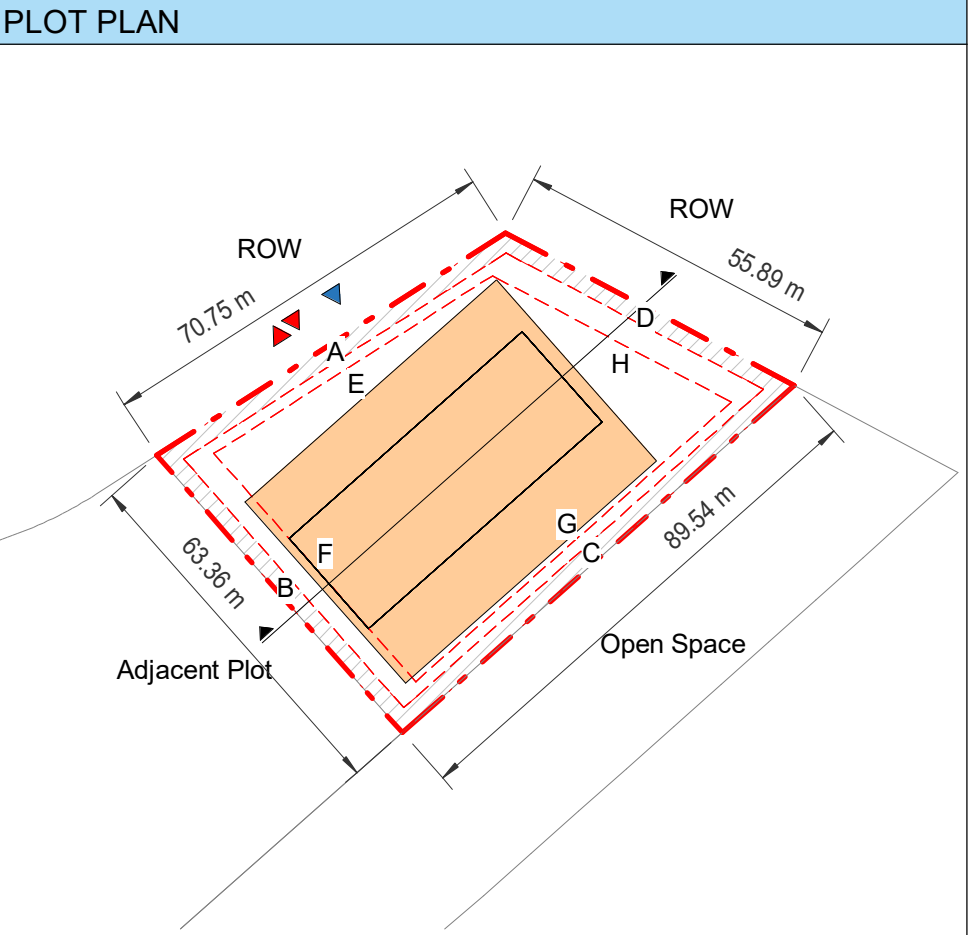 PLOT PLAN
ROW
ROW
55.89 m
70.75 m
D
A
H
E
89.54 m
G
F
C
63.36 m
B
Open Space
Adjacent Plot